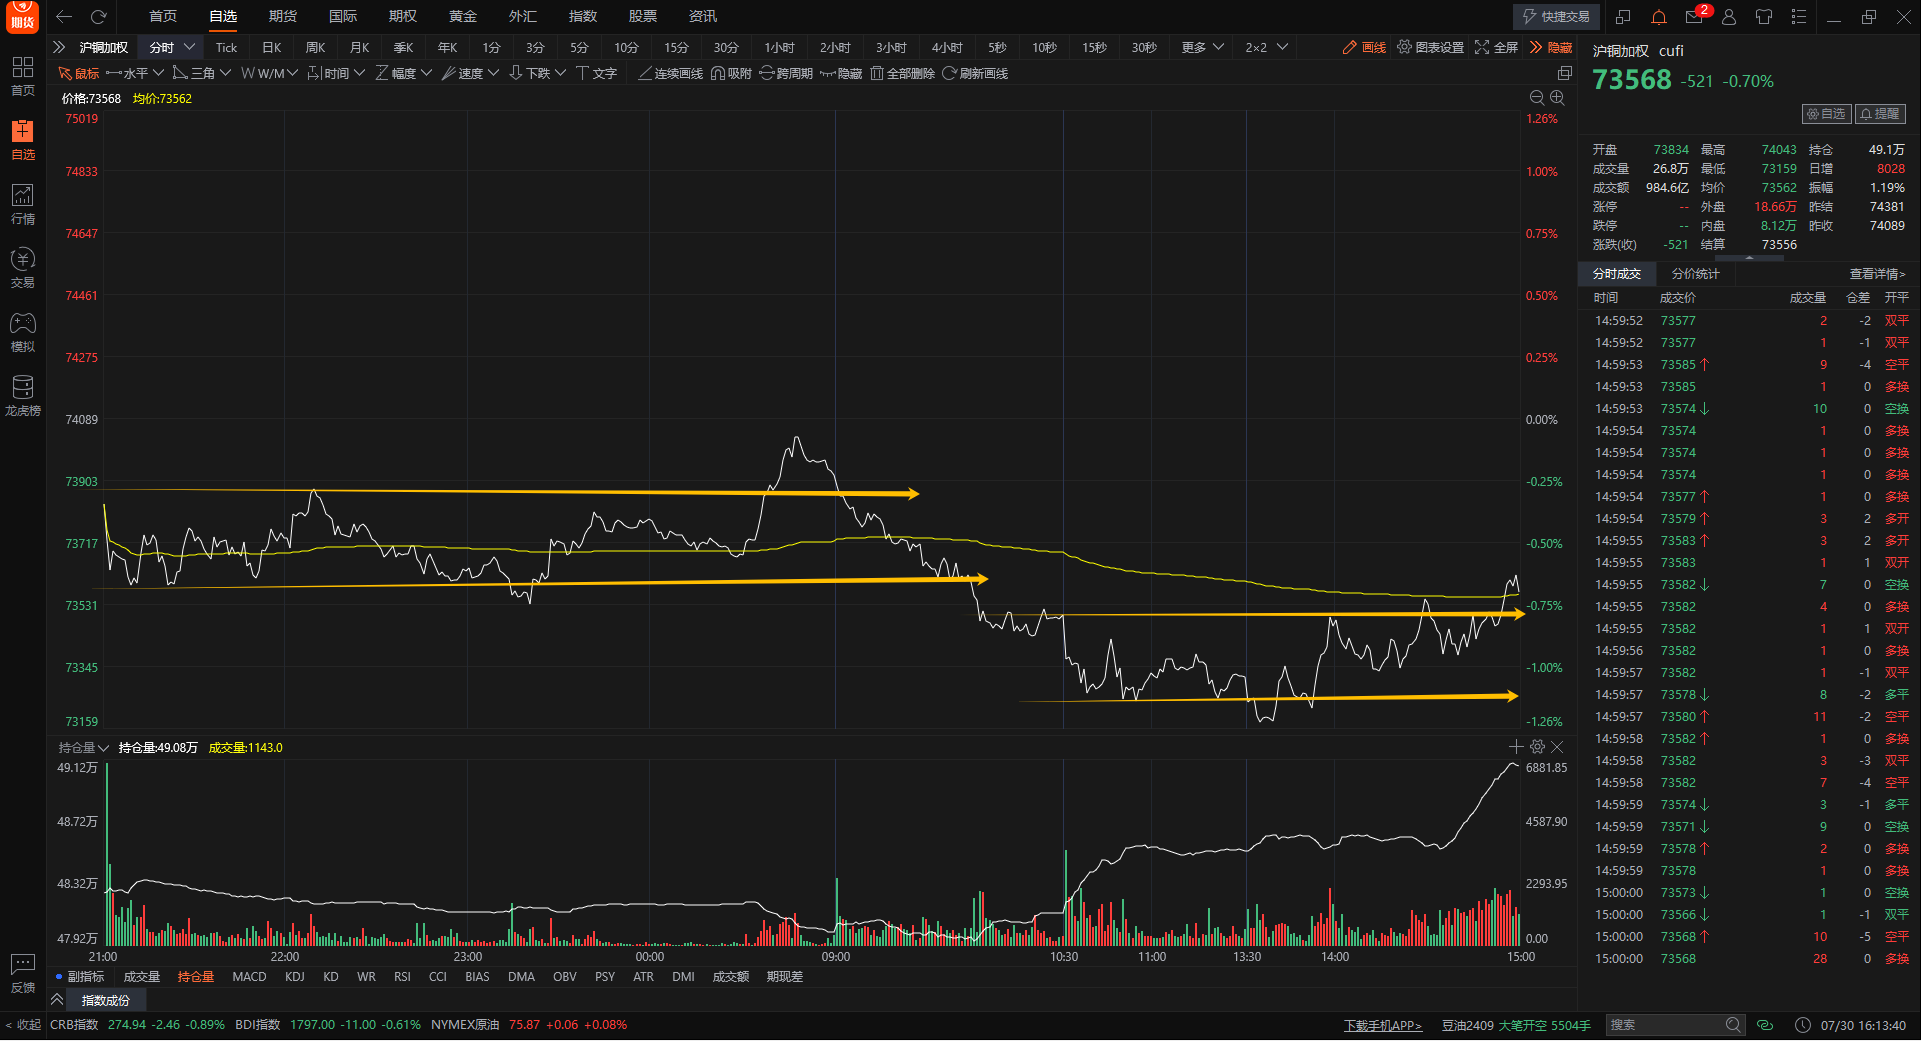 期货
首页 自选 期货 国际 期权 黄金 外汇 指数 股票 资讯
快捷交易 2
沪铜加权 分时 Tick 日K 周K 月K 季K 年K 1分 3分 5分 10分 15分 30分 1小时 2小时 3小时 4小时 5秒 10秒 15秒 30秒 更多 2×2 画线 图表设置 全屏 隐藏
鼠标 水平 三角 W/M 时间 幅度 速度 下跌 文字 连续画线 吸附 跨周期 隐藏 全部删除 刷新画线
首页
自选
行情
交易
模拟
龙虎榜
反馈
< 收起
价格:73568 均价:73562
75019 1.26%
74833 1.00%
74647 0.75%
74461 0.50%
74275 0.25%
74089 0.00%
73903 -0.25%
73717 -0.50%
73531 -0.75%
73345 -1.00%
73159 -1.26%
持仓量 持仓量:49.08万 成交量:1143.0
49.12万 6881.85
48.72万 4587.90
48.32万 2293.95
47.92万 0.00
21:00 22:00 23:00 00:00 09:00 10:30 11:00 13:30 14:00 15:00
副指标 成交量 持仓量 MACD KDJ KD WR RSI CCI BIAS DMA OBV PSY ATR DMI 成交额 期现差
指数成份
沪铜加权 cufi
73568 -521 -0.70%
自选 提醒
开盘 73834 最高 74043 持仓 49.1万
成交量 26.8万 最低 73159 日增 8028
成交额 984.6亿 均价 73562 振幅 1.19%
涨停 -- 外盘 18.66万 昨结 74381
跌停 -- 内盘 8.12万 昨收 74089
涨跌(收) -521 结算 73556
分时成交 分价统计 查看详情>
时间 成交价 成交量 仓差 开平
14:59:52 73577 2 -2 双平
14:59:52 73577 1 -1 双平
14:59:53 73585↑ 9 -4 空平
14:59:53 73585 1 0 多换
14:59:53 73574↓ 10 0 空换
14:59:54 73574 1 0 多换
14:59:54 73574 1 0 多换
14:59:54 73574 1 0 多换
14:59:54 73577↑ 1 0 多换
14:59:54 73579↑ 3 2 多开
14:59:55 73583↑ 3 2 多开
14:59:55 73583 1 1 双开
14:59:55 73582↓ 7 0 空换
14:59:55 73582 4 0 多换
14:59:55 73582 1 1 双开
14:59:56 73582 1 0 多换
14:59:57 73582 1 -1 双平
14:59:57 73578↓ 8 -2 多平
14:59:57 73580↑ 11 -2 空平
14:59:58 73582↑ 1 0 多换
14:59:58 73582 3 -3 双平
14:59:58 73582 7 -4 空平
14:59:59 73574↓ 3 -1 多平
14:59:59 73571↓ 9 0 空换
14:59:59 73578↑ 2 0 多换
14:59:59 73578 1 0 多换
15:00:00 73573↓ 1 0 空换
15:00:00 73566↓ 1 -1 双平
15:00:00 73568↑ 10 -5 空平
15:00:00 73568 28 0 多换
CRB指数 274.94 -2.46 -0.89% BDI指数 1797.00 -11.00 -0.61% NYMEX原油 75.87 +0.06 +0.08% 下载手机APP> 豆油2409 大笔开空 5504手 搜索 07/30 16:13:40